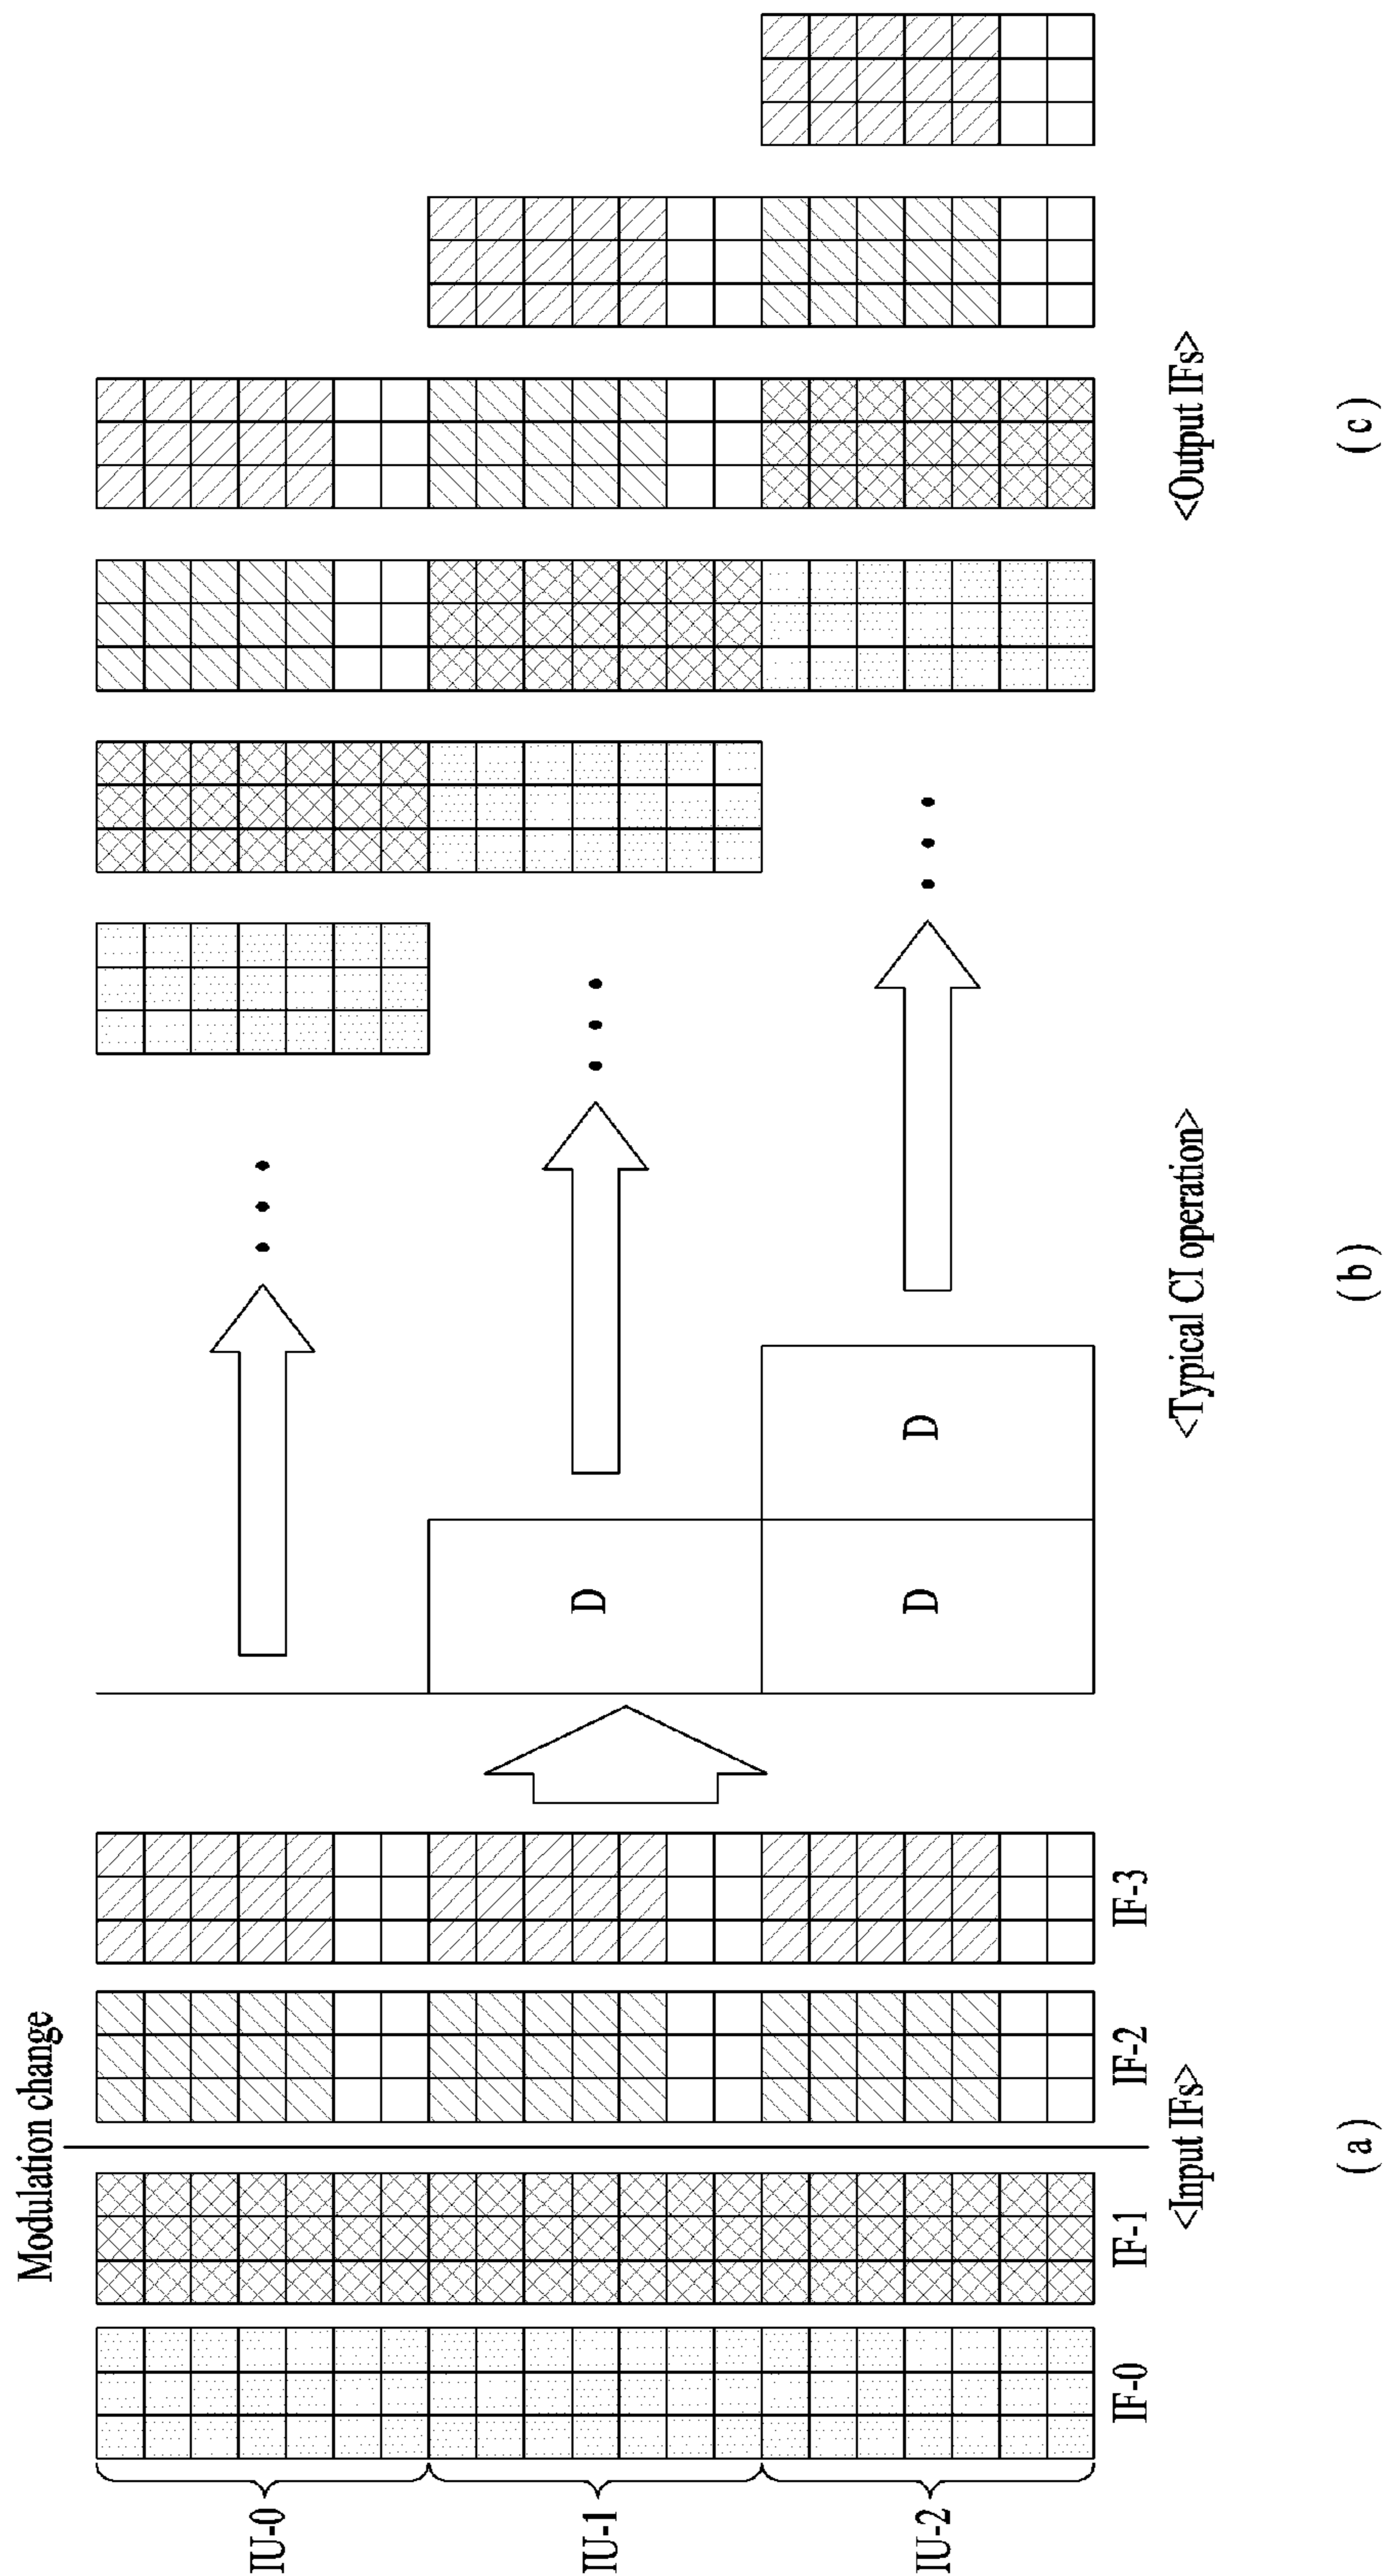 Modulation change
IU-0
IU-1
IU-2
D
D
D
IF-0
IF-1
IF-2
IF-3
<Input IFs>
<Typical CI operation>
<Output IFs>
(a)
(b)
(c)